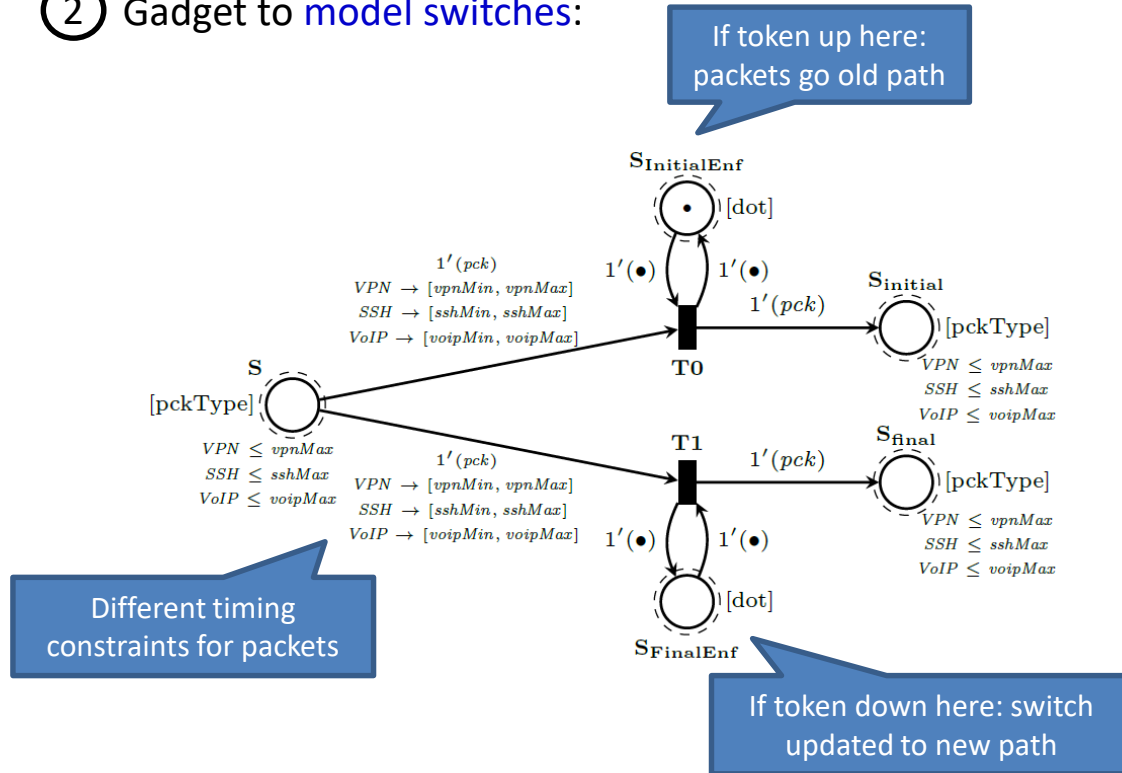 2 Gadget to model switches:
If token up here:
packets go old path
S_InitialEnf
[dot]
1′(•) 1′(•)
1′(pck)
VPN → [vpnMin, vpnMax]
SSH → [sshMin, sshMax]
VoIP → [voipMin, voipMax]
1′(pck)
S_initial
[pckType]
VPN ≤ vpnMax
SSH ≤ sshMax
VoIP ≤ voipMax
T0
S
[pckType]
VPN ≤ vpnMax
SSH ≤ sshMax
VoIP ≤ voipMax
1′(pck)
VPN → [vpnMin, vpnMax]
SSH → [sshMin, sshMax]
VoIP → [voipMin, voipMax]
T1
1′(pck)
S_final
[pckType]
VPN ≤ vpnMax
SSH ≤ sshMax
VoIP ≤ voipMax
1′(•) 1′(•)
[dot]
S_FinalEnf
Different timing
constraints for packets
If token down here: switch
updated to new path